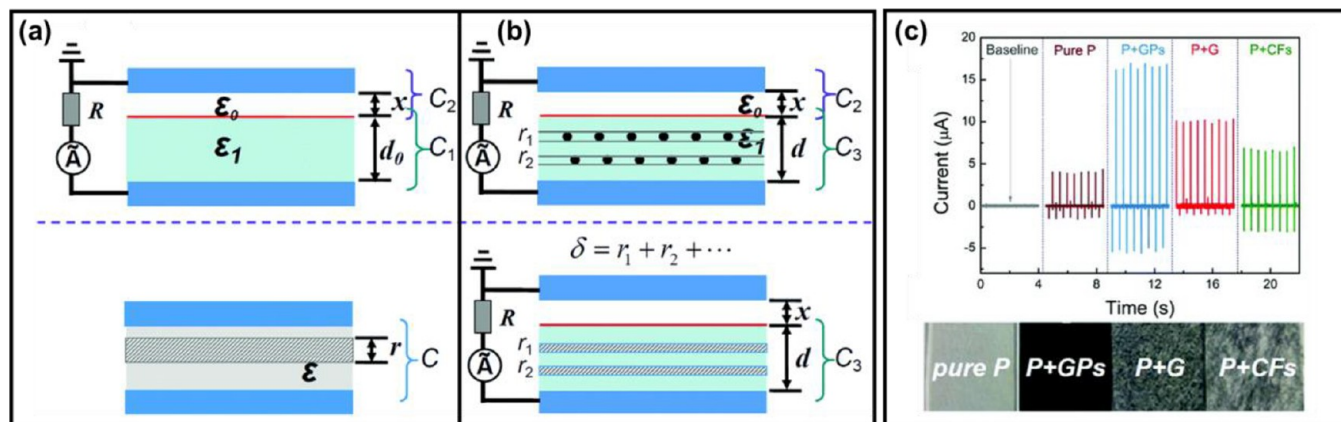 (a)
R
Ã
ε₀
x
C₂
ε₁
d₀
C₁
r
ε
C
(b)
R
Ã
ε₀
x
C₂
r₁
ε₁
r₂
d
C₃
δ = r₁ + r₂ + ⋯
R
Ã
x
r₁
r₂
d
C₃
(c)
Baseline Pure P P+GPs P+G P+CFs
Current (μA)
20
15
10
5
0
-5
0 4 8 12 16 20
Time (s)
pure P P+GPs P+G P+CFs